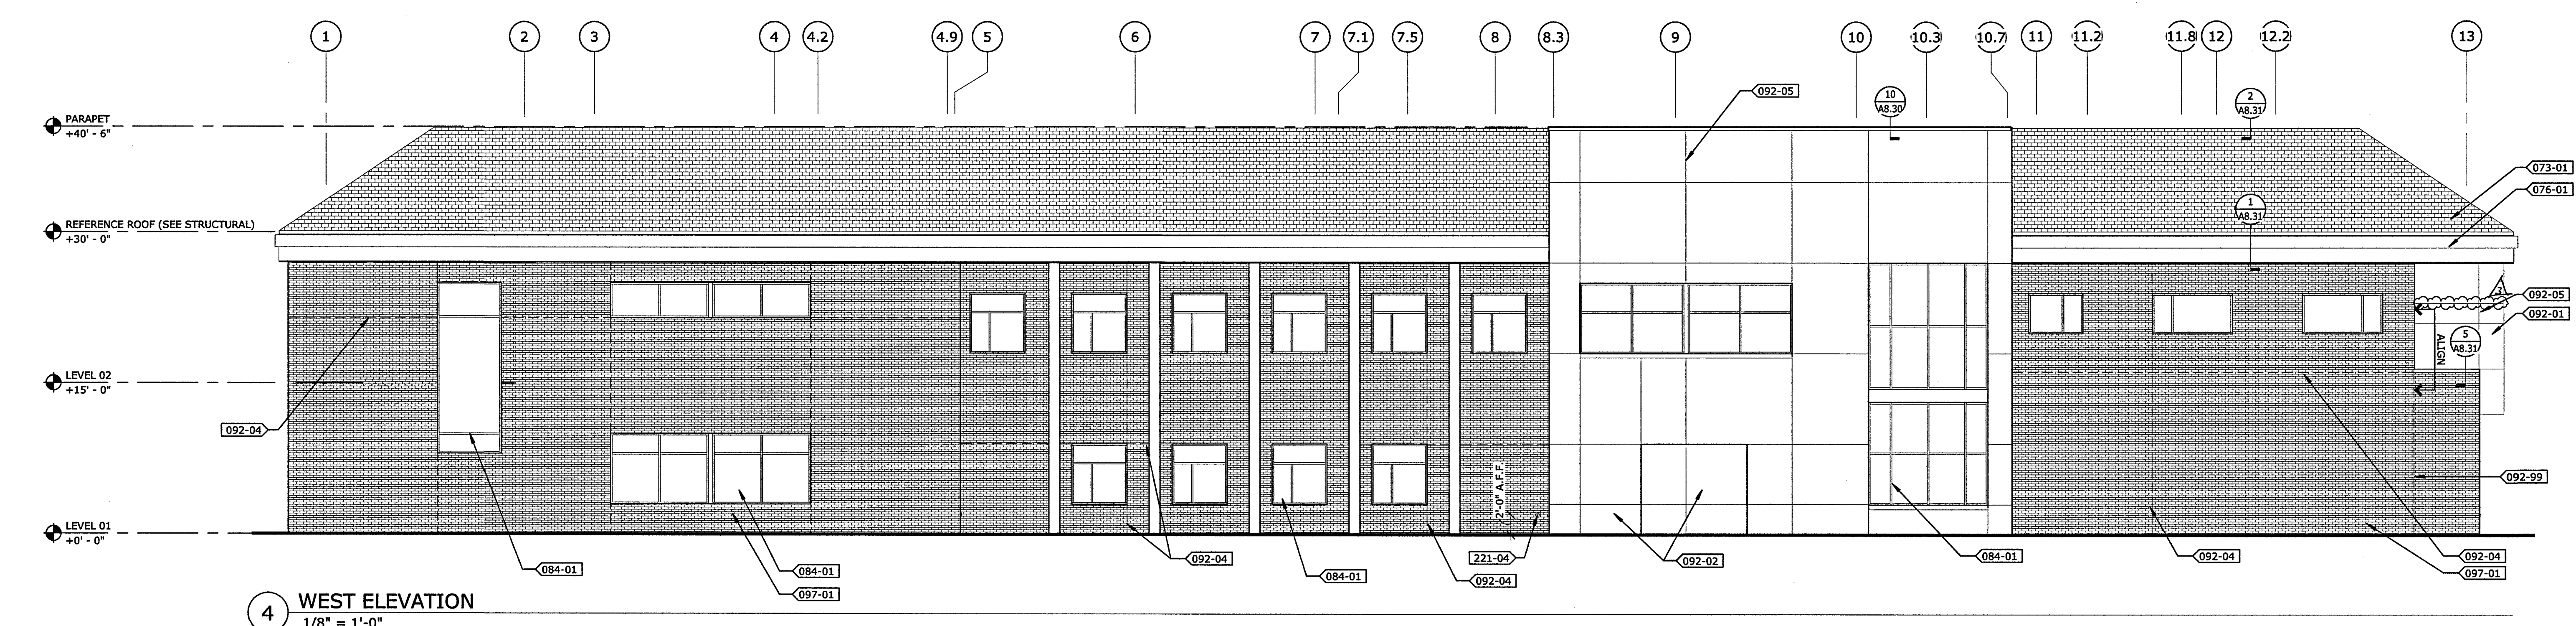 1
2
3
4
4.2
4.9
5
6
7
7.1
7.5
8
8.3
9
10
10.3
10.7
11
11.2
11.8
12
12.2
13
PARAPET
+40' - 6"
092-05
10
A8.30
2
A8.31
073-01
076-01
REFERENCE ROOF (SEE STRUCTURAL)
+30' - 0"
1
A8.31
092-05
092-01
5
A8.31
ALIGN
LEVEL 02
+15' - 0"
092-04
2'-0" A.F.F.
092-99
LEVEL 01
+0' - 0"
084-01
084-01
097-01
092-04
084-01
221-04
092-04
092-02
084-01
092-04
092-04
097-01
4
WEST ELEVATION
1/8" = 1'-0"